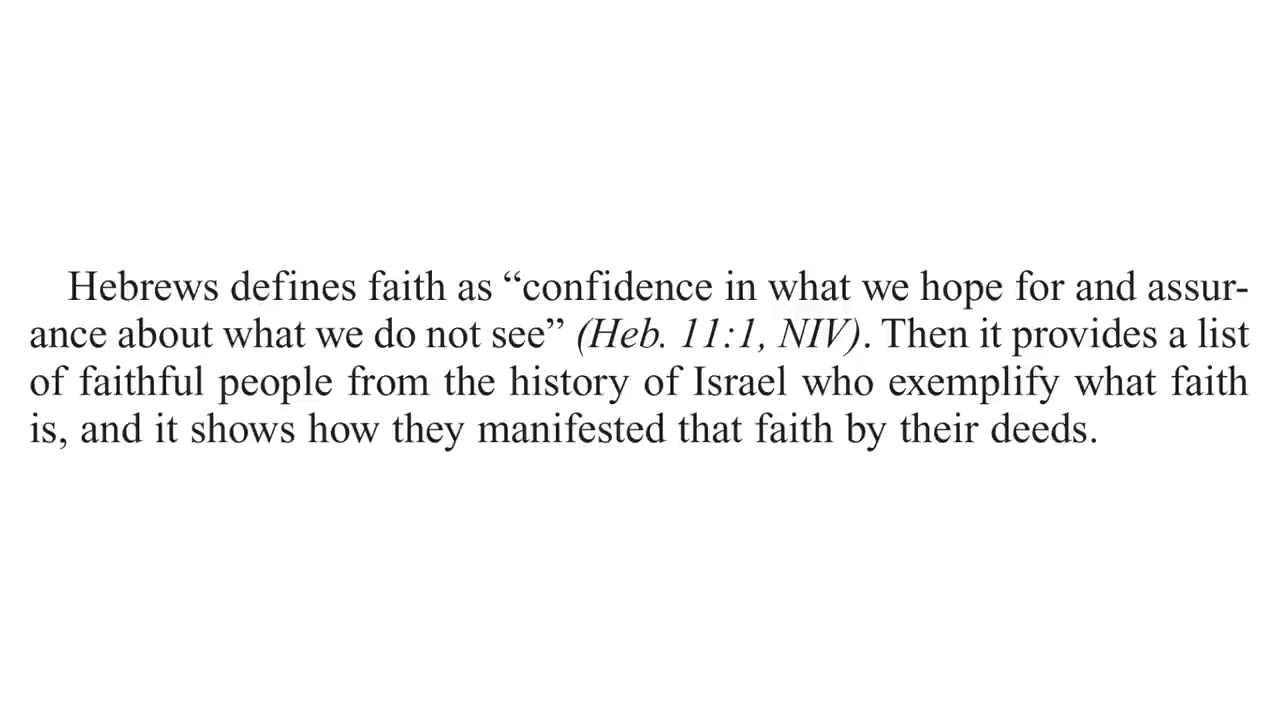 Hebrews defines faith as “confidence in what we hope for and assur-
ance about what we do not see” (Heb. 11:1, NIV). Then it provides a list
of faithful people from the history of Israel who exemplify what faith
is, and it shows how they manifested that faith by their deeds.